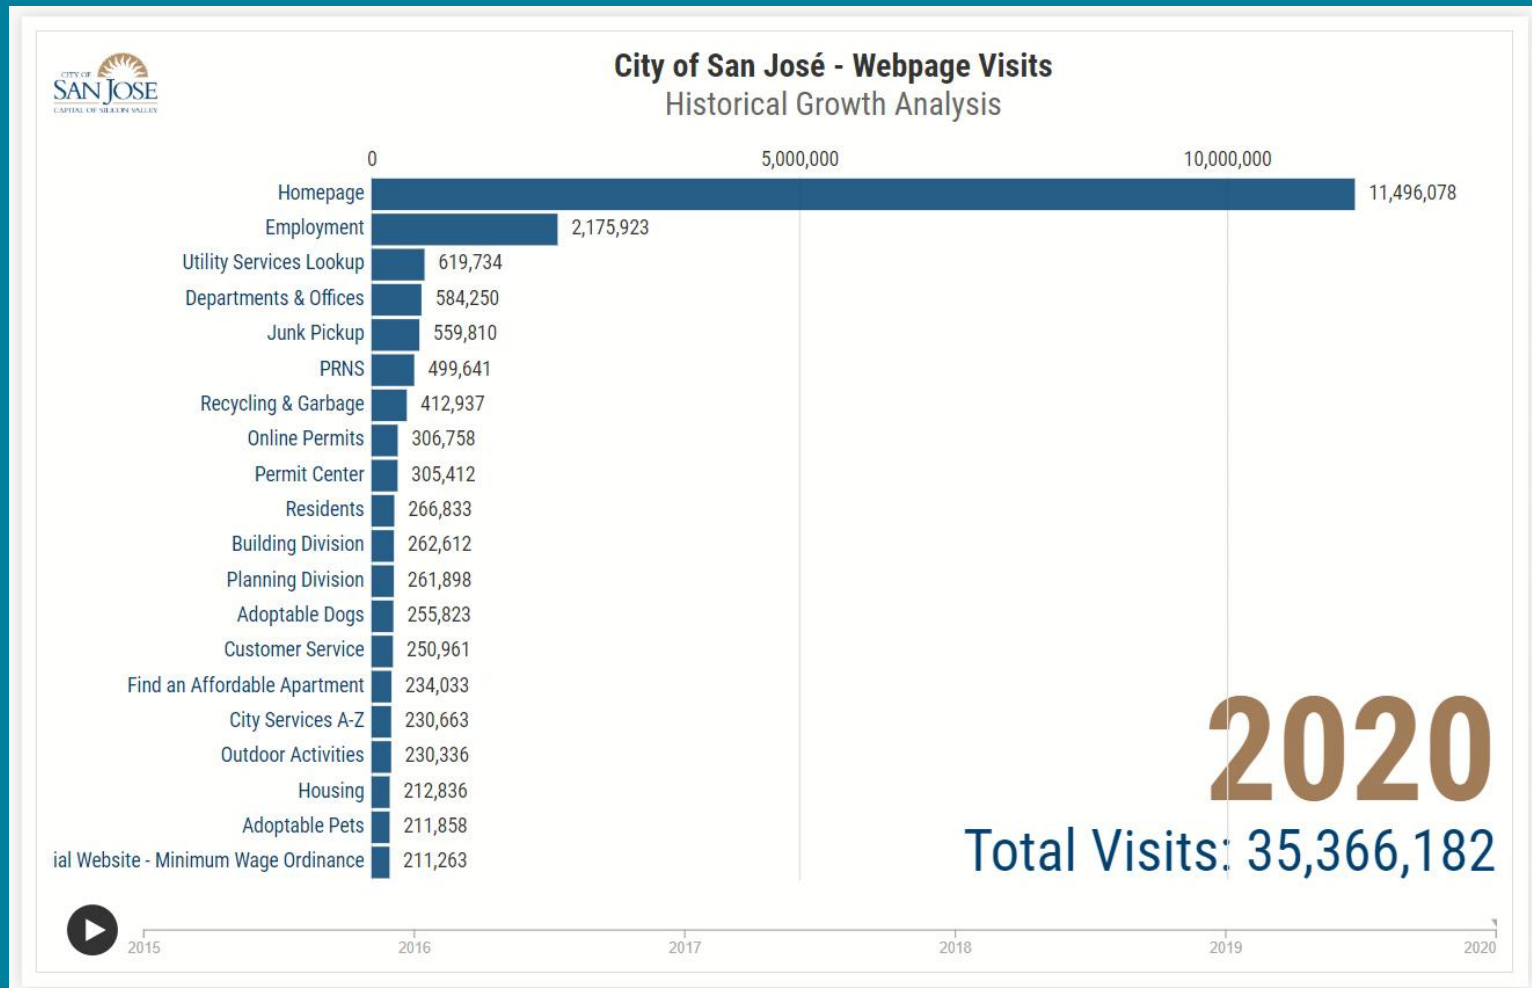 CITY OF
SAN JOSE
CAPITAL OF SILICON VALLEY
City of San José - Webpage Visits
Historical Growth Analysis
0 5,000,000 10,000,000
Homepage 11,496,078
Employment 2,175,923
Utility Services Lookup 619,734
Departments & Offices 584,250
Junk Pickup 559,810
PRNS 499,641
Recycling & Garbage 412,937
Online Permits 306,758
Permit Center 305,412
Residents 266,833
Building Division 262,612
Planning Division 261,898
Adoptable Dogs 255,823
Customer Service 250,961
Find an Affordable Apartment 234,033
City Services A-Z 230,663
Outdoor Activities 230,336
Housing 212,836
Adoptable Pets 211,858
ial Website - Minimum Wage Ordinance 211,263
2020
Total Visits: 35,366,182
2015 2016 2017 2018 2019 2020